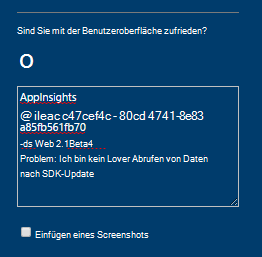 Sind Sie mit der Benutzeroberfläche zufrieden?
O
AppInsights
@ ileac c47cef4c - 80cd 4741-8e83
a85fb561fb70
-ds Web 2.1Beta4
Problem: Ich bin kein Lover Abrufen von Daten
nach SDK-Update
Einfügen eines Screenshots